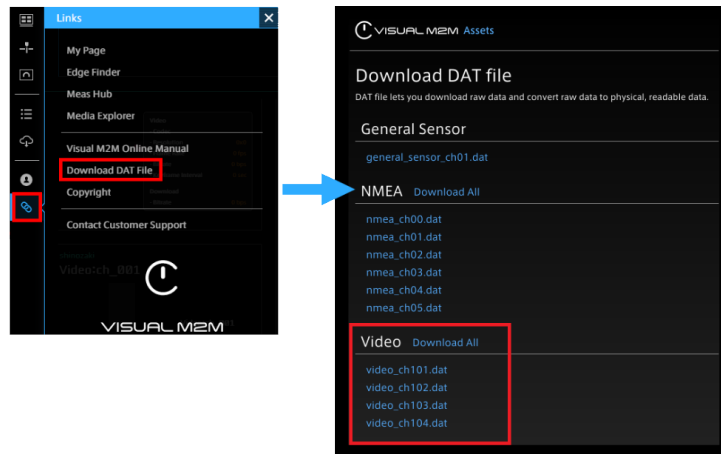 Links
My Page
Edge Finder
Meas Hub
Media Explorer
Visual M2M Online Manual
Download DAT File
Copyright
Contact Customer Support
Video:ch_001
VISUAL M2M
VISUAL M2M Assets
Download DAT file
DAT file lets you download raw data and convert raw data to physical, readable data.
General Sensor
general_sensor_ch01.dat
NMEA Download All
nmea_ch00.dat
nmea_ch01.dat
nmea_ch02.dat
nmea_ch03.dat
nmea_ch04.dat
nmea_ch05.dat
Video Download All
video_ch101.dat
video_ch102.dat
video_ch103.dat
video_ch104.dat